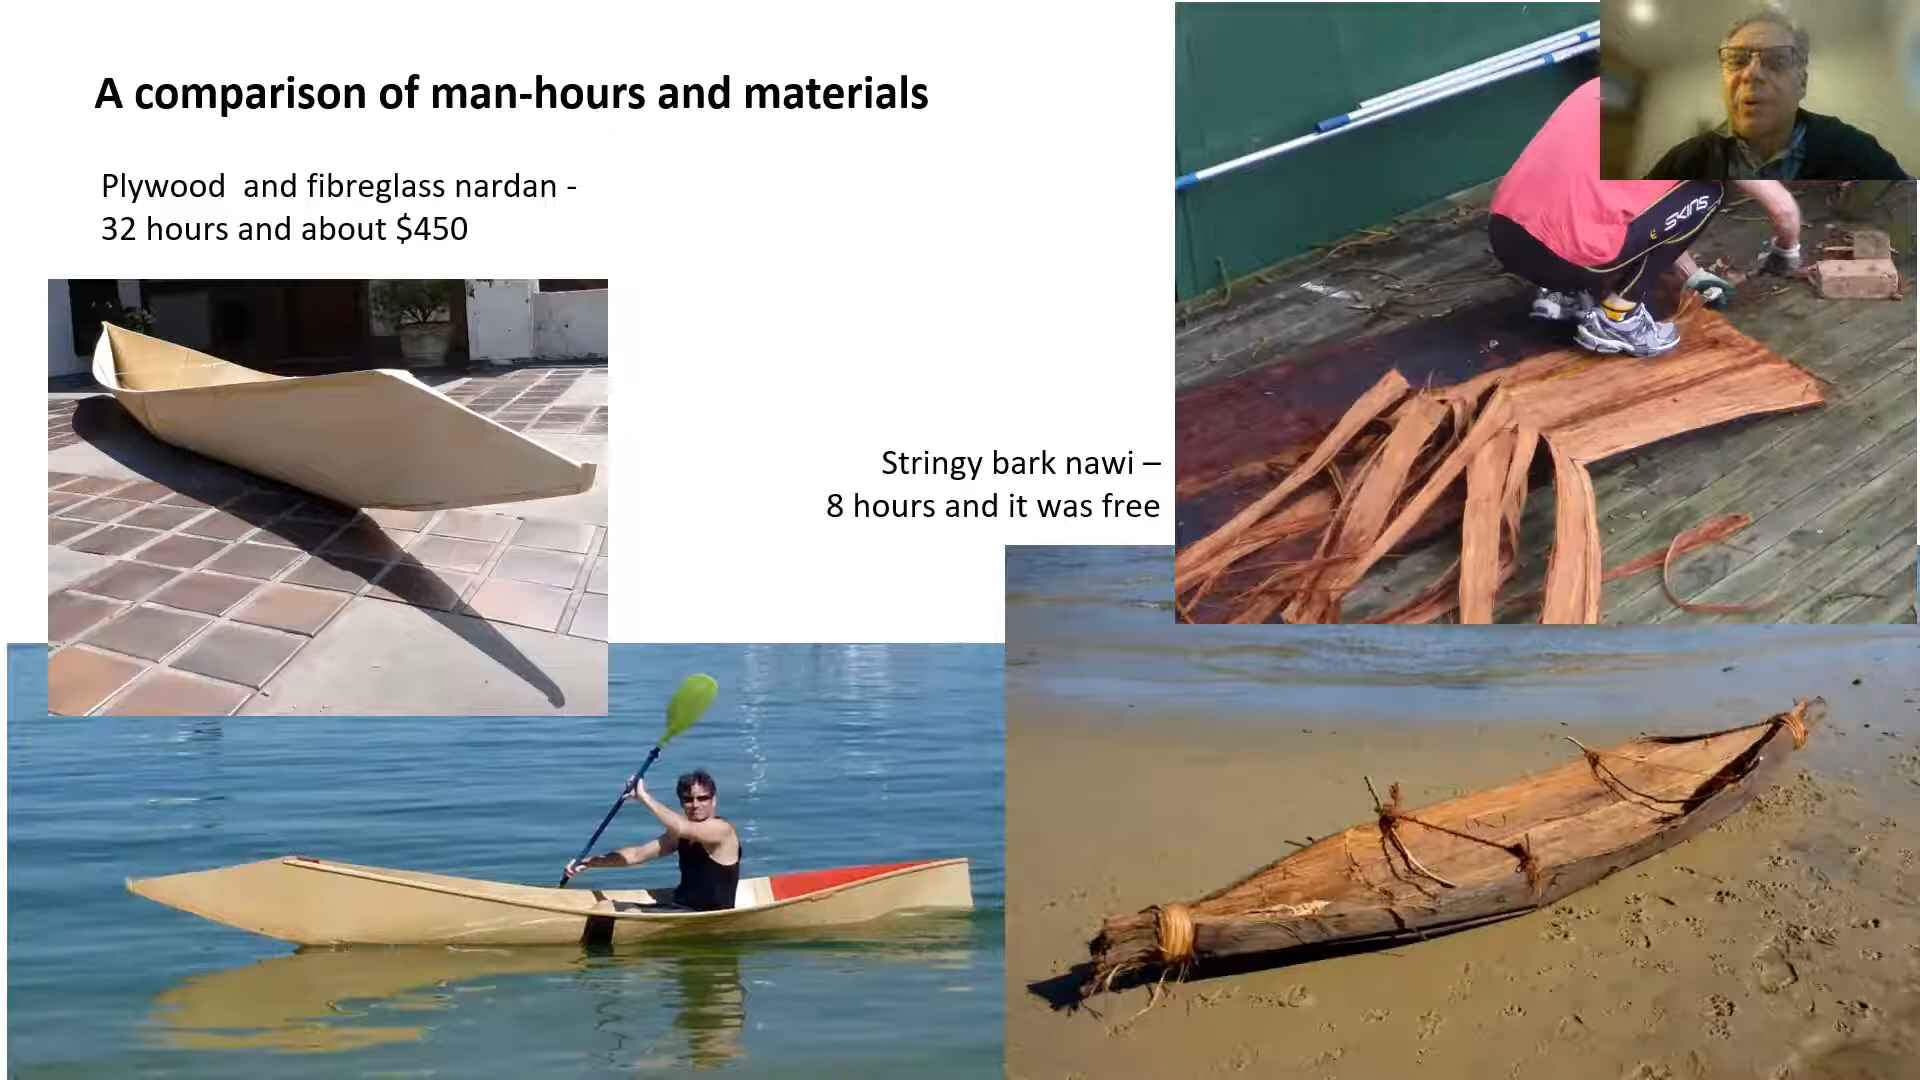 A comparison of man-hours and materials
Plywood  and fibreglass nardan -
32 hours and about $450
Stringy bark nawi –
8 hours and it was free
SKINS